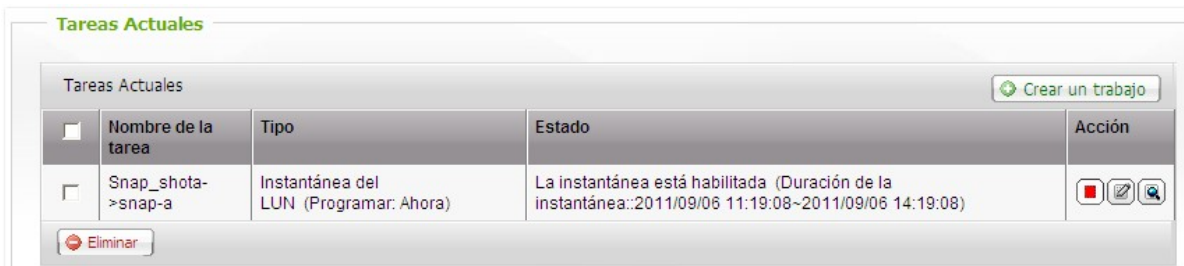 Tareas Actuales
Tareas Actuales
Crear un trabajo
Nombre de la
tarea
Tipo
Estado
Acción
Snap_shota-
>snap-a
Instantánea del
LUN (Programar: Ahora)
La instantánea está habilitada (Duración de la
instantánea::2011/09/06 11:19:08~2011/09/06 14:19:08)
Eliminar